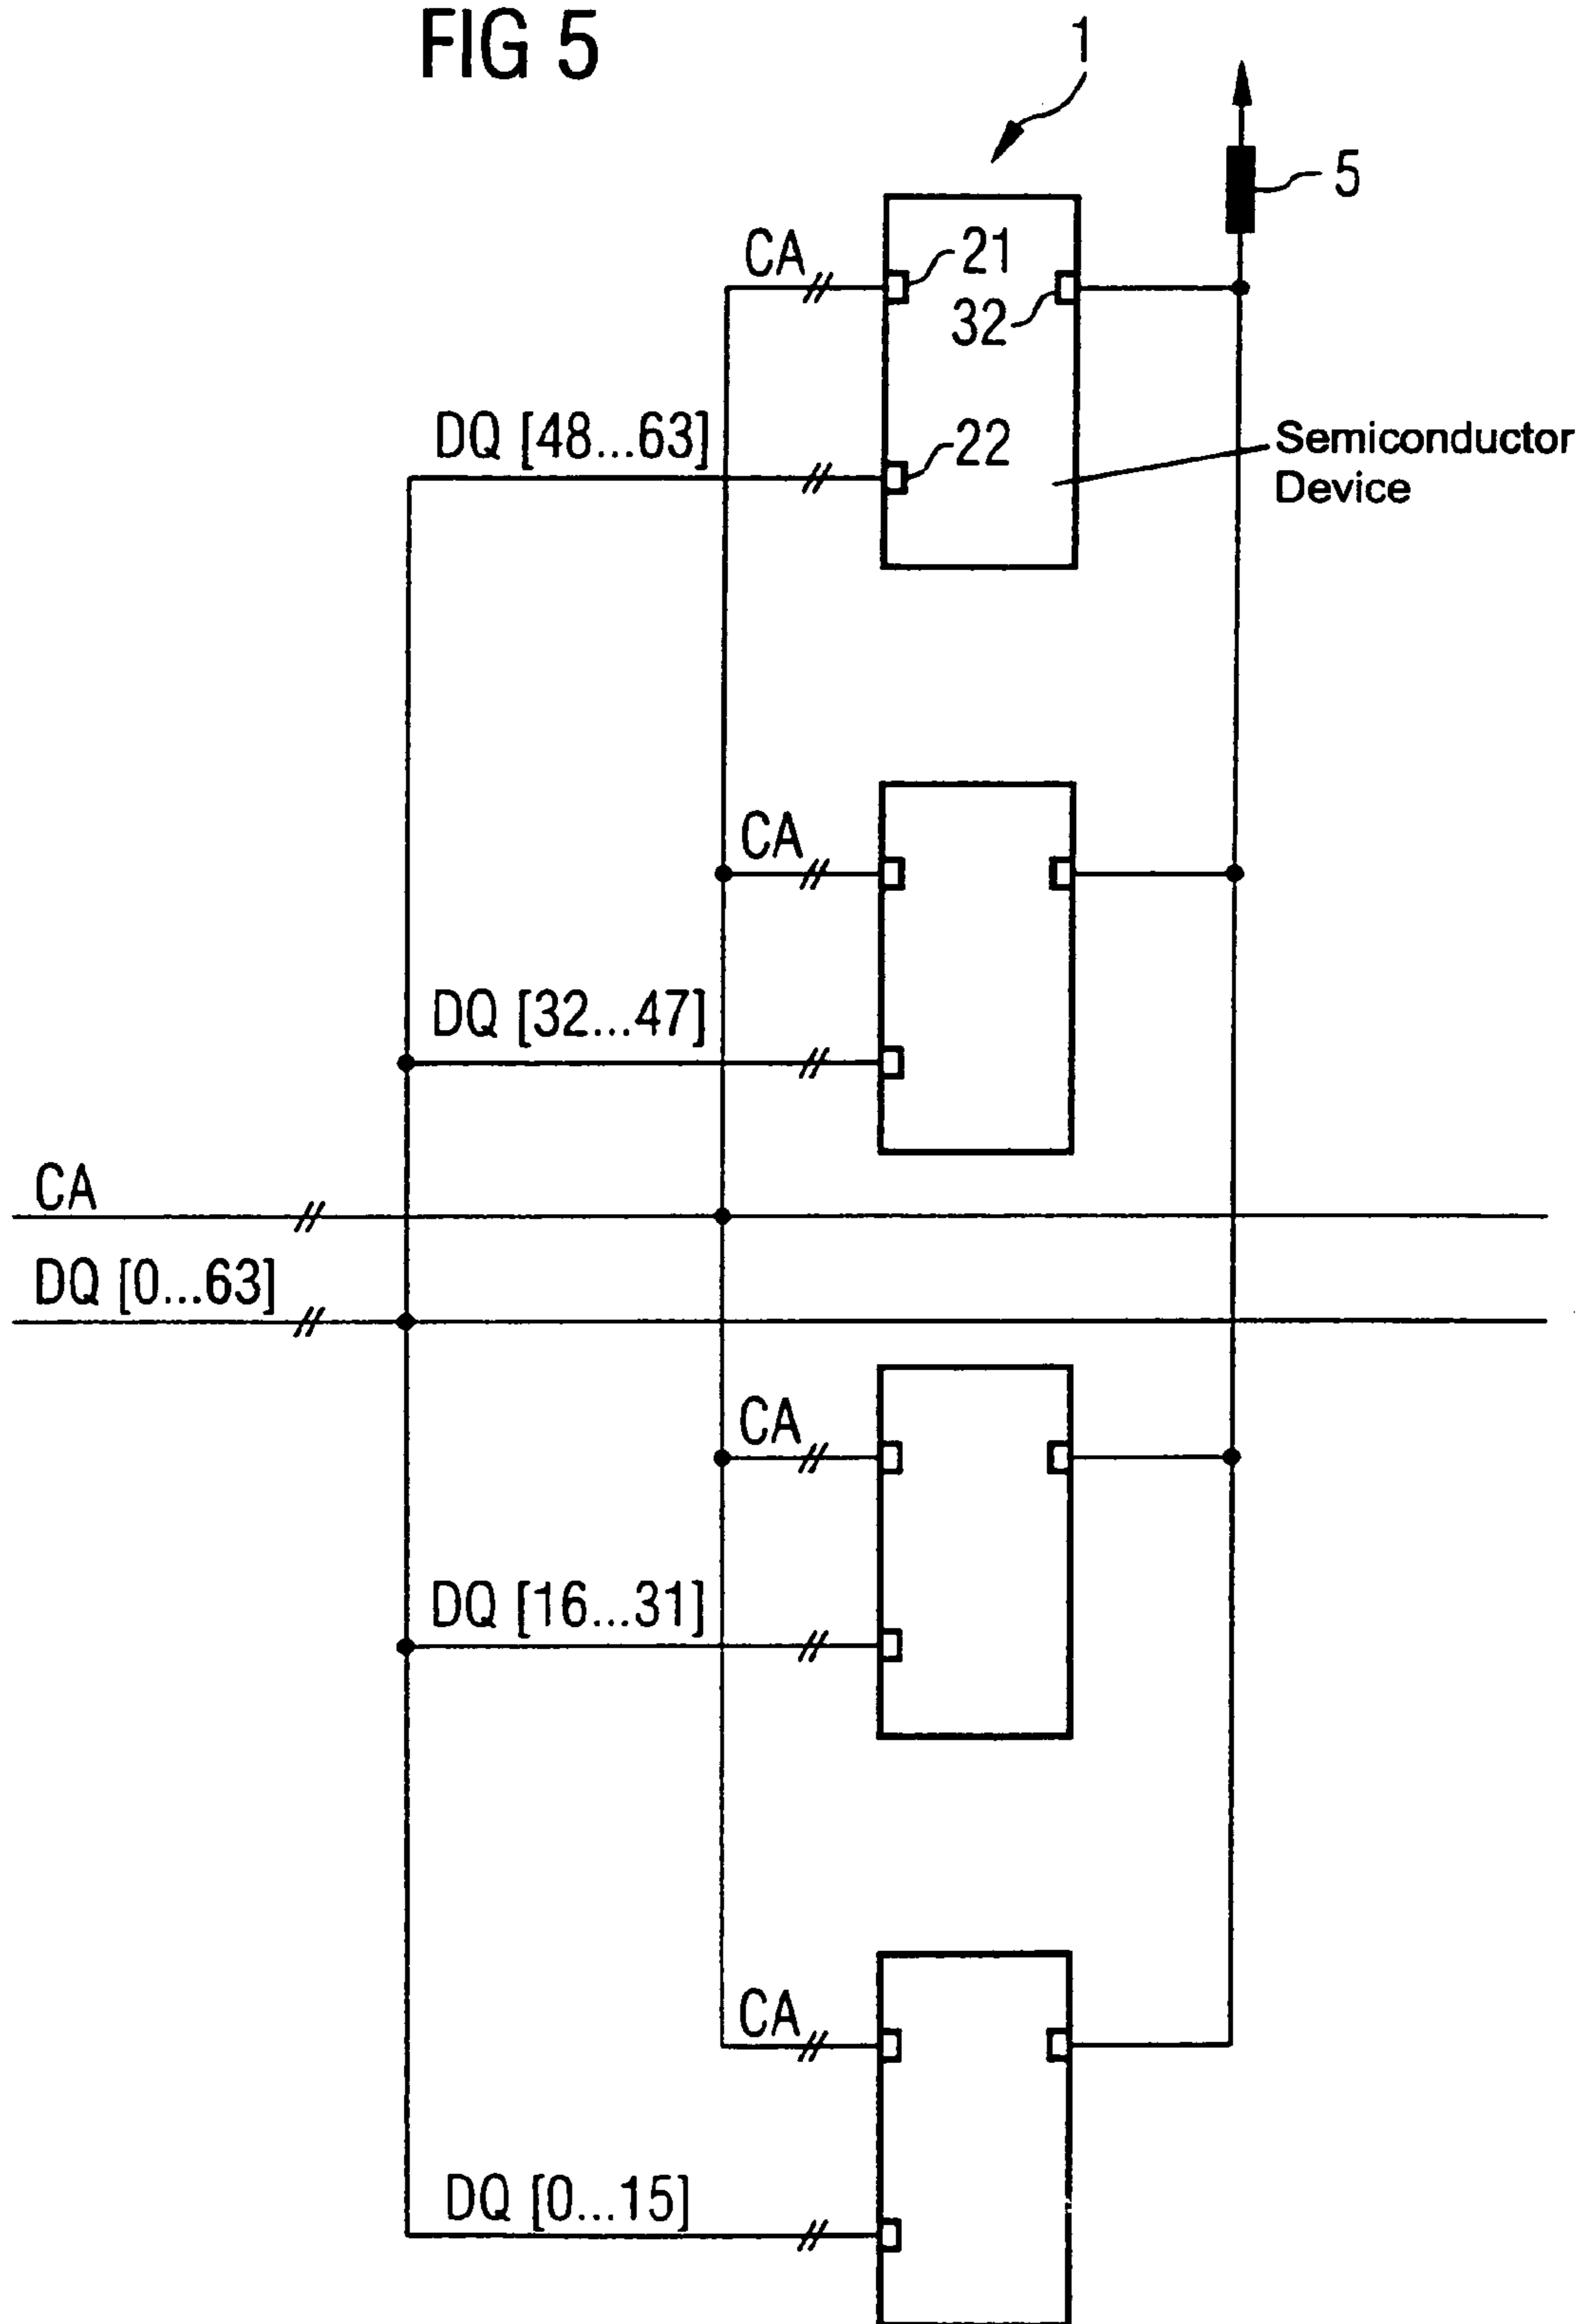 FIG 5
1
5
CA
21
32
DQ [48...63]
22
Semiconductor
Device
CA
DQ [32...47]
CA
DQ [0...63]
CA
DQ [16...31]
CA
DQ [0...15]